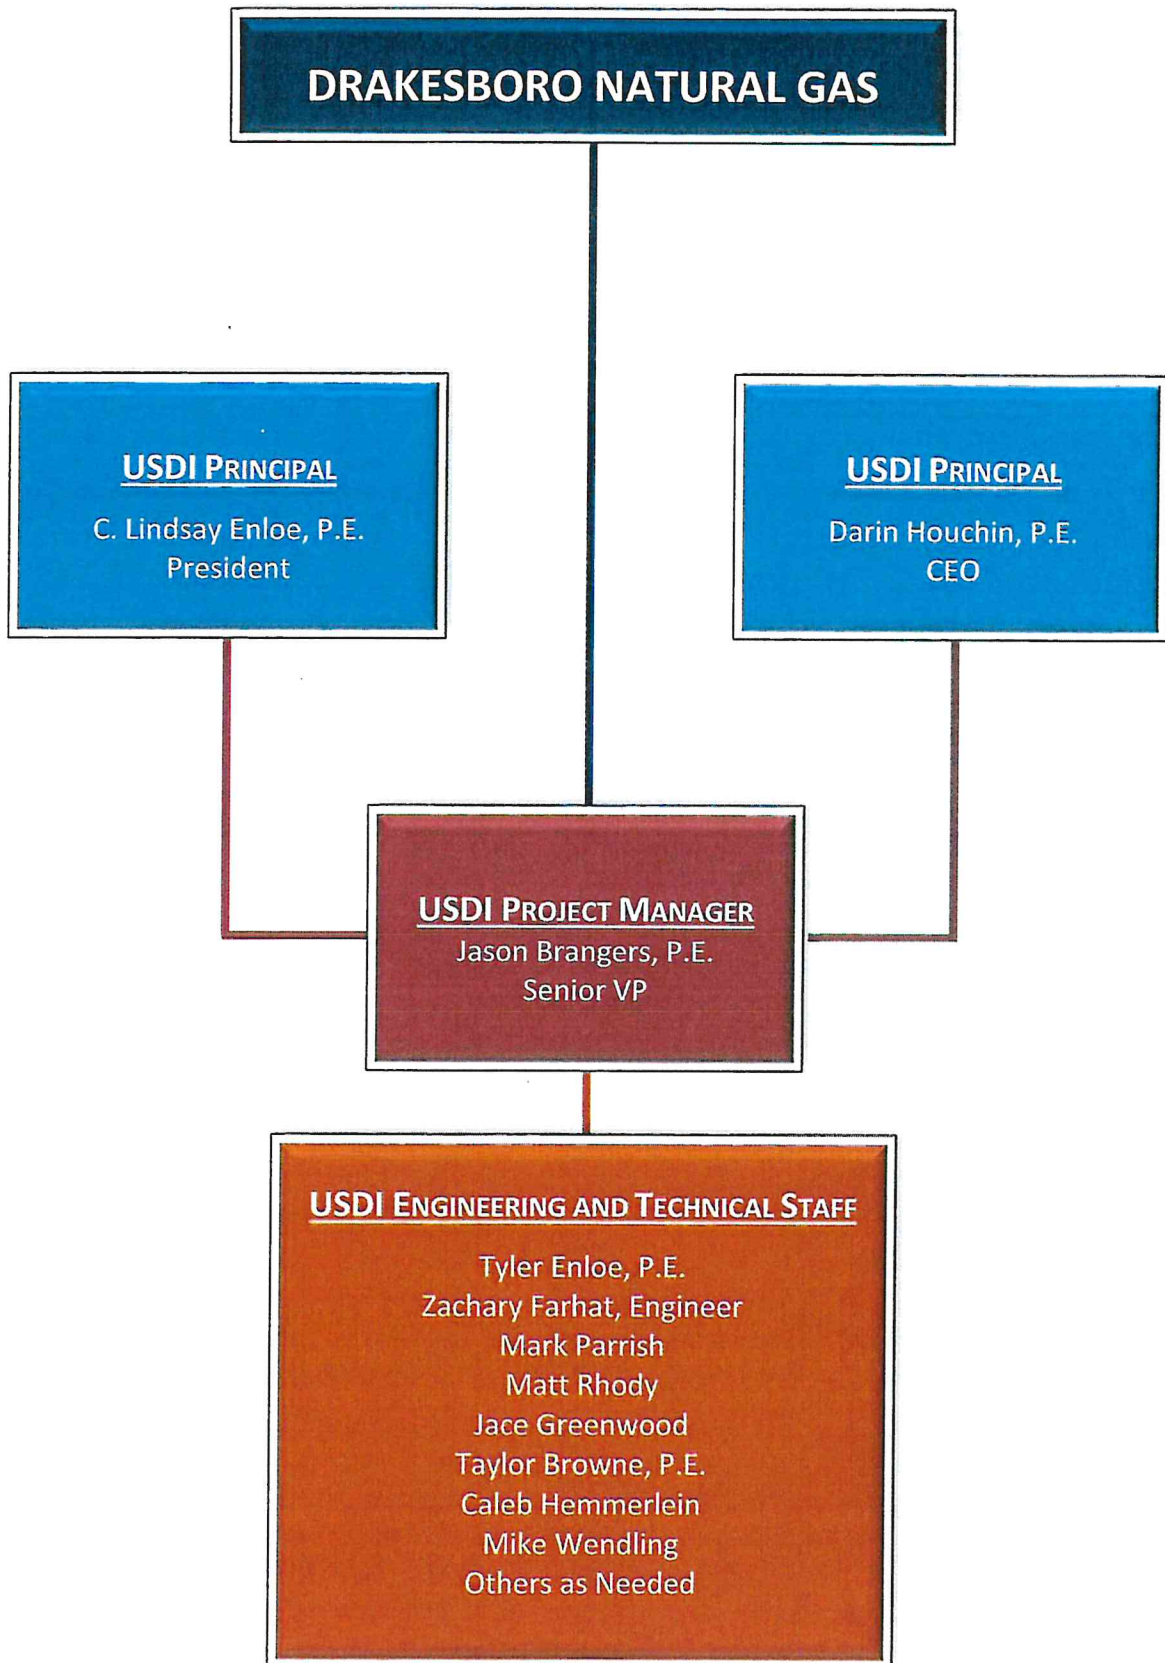 DRAKESBORO NATURAL GAS
USDI PRINCIPAL
C. Lindsay Enloe, P.E.
President
USDI PRINCIPAL
Darin Houchin, P.E.
CEO
USDI PROJECT MANAGER
Jason Brangers, P.E.
Senior VP
USDI ENGINEERING AND TECHNICAL STAFF
Tyler Enloe, P.E.
Zachary Farhat, Engineer
Mark Parrish
Matt Rhody
Jace Greenwood
Taylor Browne, P.E.
Caleb Hemmerlein
Mike Wendling
Others as Needed